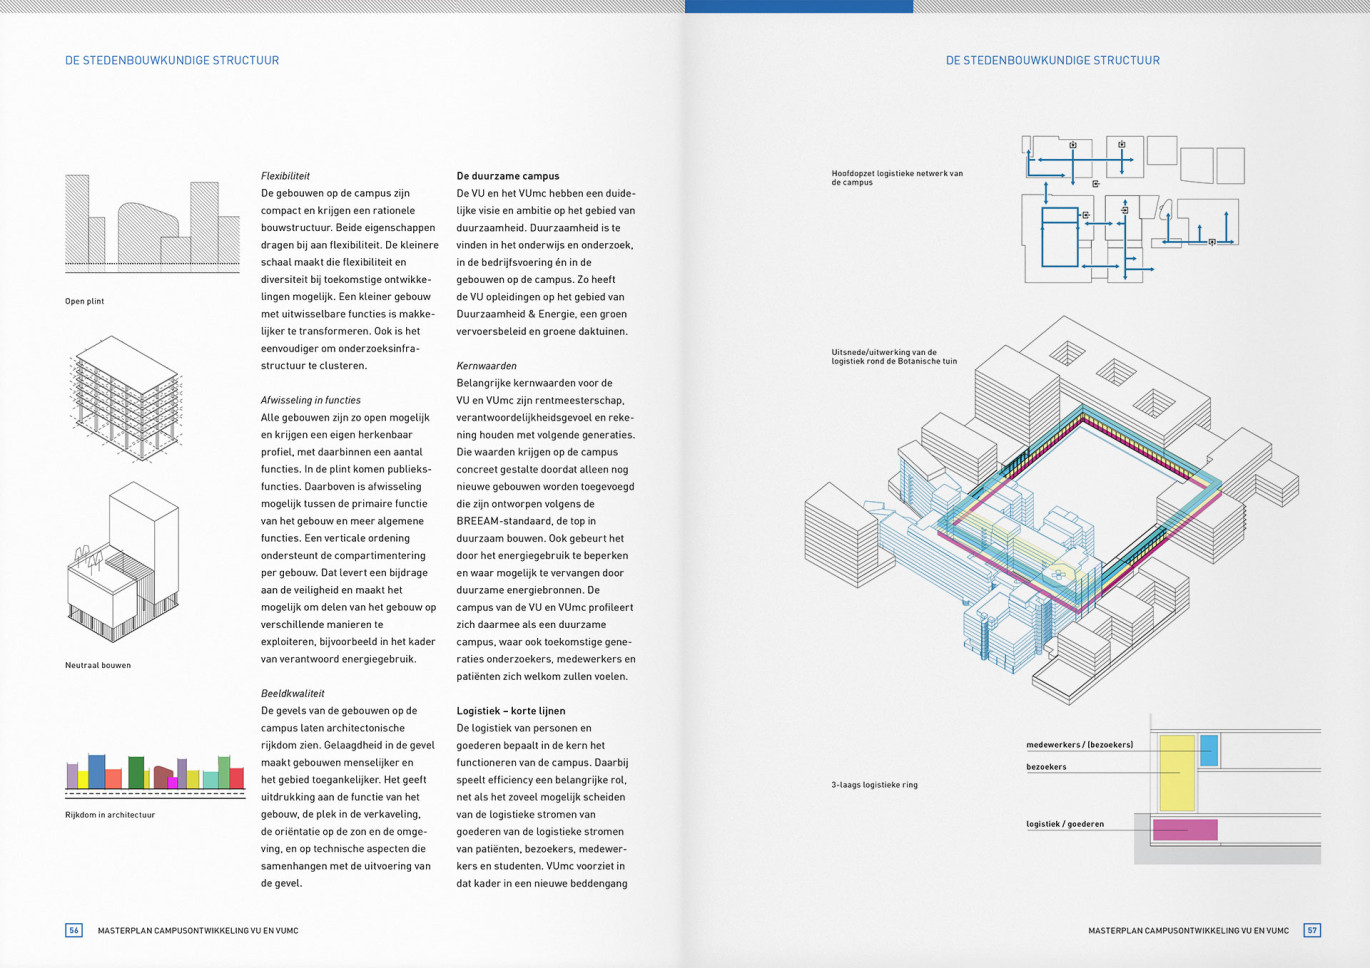 DE STEDENBOUWKUNDIGE STRUCTUUR
Open plint
Neutraal bouwen
Rijkdom in architectuur
Flexibiliteit
De gebouwen op de campus zijn
compact en krijgen een rationele
bouwstructuur. Beide eigenschappen
dragen bij aan flexibiliteit. De kleinere
schaal maakt die flexibiliteit en
diversiteit bij toekomstige ontwikke-
lingen mogelijk. Een kleiner gebouw
met uitwisselbare functies is makke-
lijker te transformeren. Ook is het
eenvoudiger om onderzoeksinfra-
structuur te clusteren.
Afwisseling in functies
Alle gebouwen zijn zo open mogelijk
en krijgen een eigen herkenbaar
profiel, met daarbinnen een aantal
functies. In de plint komen publieks-
functies. Daarboven is afwisseling
mogelijk tussen de primaire functie
van het gebouw en meer algemene
functies. Een verticale ordening
ondersteunt de compartimentering
per gebouw. Dat levert een bijdrage
aan de veiligheid en maakt het
mogelijk om delen van het gebouw op
verschillende manieren te
exploiteren, bijvoorbeeld in het kader
van verantwoord energiegebruik.
Beeldkwaliteit
De gevels van de gebouwen op de
campus laten architectonische
rijkdom zien. Gelaagdheid in de gevel
maakt gebouwen menselijker en
het gebied toegankelijker. Het geeft
uitdrukking aan de functie van het
gebouw, de plek in de verkaveling,
de oriëntatie op de zon en de omge-
ving, en op technische aspecten die
samenhangen met de uitvoering van
de gevel.
De duurzame campus
De VU en het VUmc hebben een duide-
lijke visie en ambitie op het gebied van
duurzaamheid. Duurzaamheid is te
vinden in het onderwijs en onderzoek,
in de bedrijfsvoering én in de
gebouwen op de campus. Zo heeft
de VU opleidingen op het gebied van
Duurzaamheid & Energie, een groen
vervoersbeleid en groene daktuinen.
Kernwaarden
Belangrijke kernwaarden voor de
VU en VUmc zijn rentmeesterschap,
verantwoordelijkheidsgevoel en reke-
ning houden met volgende generaties.
Die waarden krijgen op de campus
concreet gestalte doordat alleen nog
nieuwe gebouwen worden toegevoegd
die zijn ontworpen volgens de
BREEAM-standaard, de top in
duurzaam bouwen. Ook gebeurt het
door het energiegebruik te beperken
en waar mogelijk te vervangen door
duurzame energiebronnen. De
campus van de VU en VUmc profileert
zich daarmee als een duurzame
campus, waar ook toekomstige gene-
raties onderzoekers, medewerkers en
patiënten zich welkom zullen voelen.
Logistiek – korte lijnen
De logistiek van personen en
goederen bepaalt in de kern het
functioneren van de campus. Daarbij
speelt efficiency een belangrijke rol,
net als het zoveel mogelijk scheiden
van de logistieke stromen van
goederen van de logistieke stromen
van patiënten, bezoekers, medewer-
kers en studenten. VUmc voorziet in
dat kader in een nieuwe beddengang
56 MASTERPLAN CAMPUSONTWIKKELING VU EN VUMC
DE STEDENBOUWKUNDIGE STRUCTUUR
Hoofdopzet logistieke netwerk van
de campus
Uitsnede/uitwerking van de
logistiek rond de Botanische tuin
3-laags logistieke ring
medewerkers / (bezoekers)
bezoekers
logistiek / goederen
MASTERPLAN CAMPUSONTWIKKELING VU EN VUMC 57